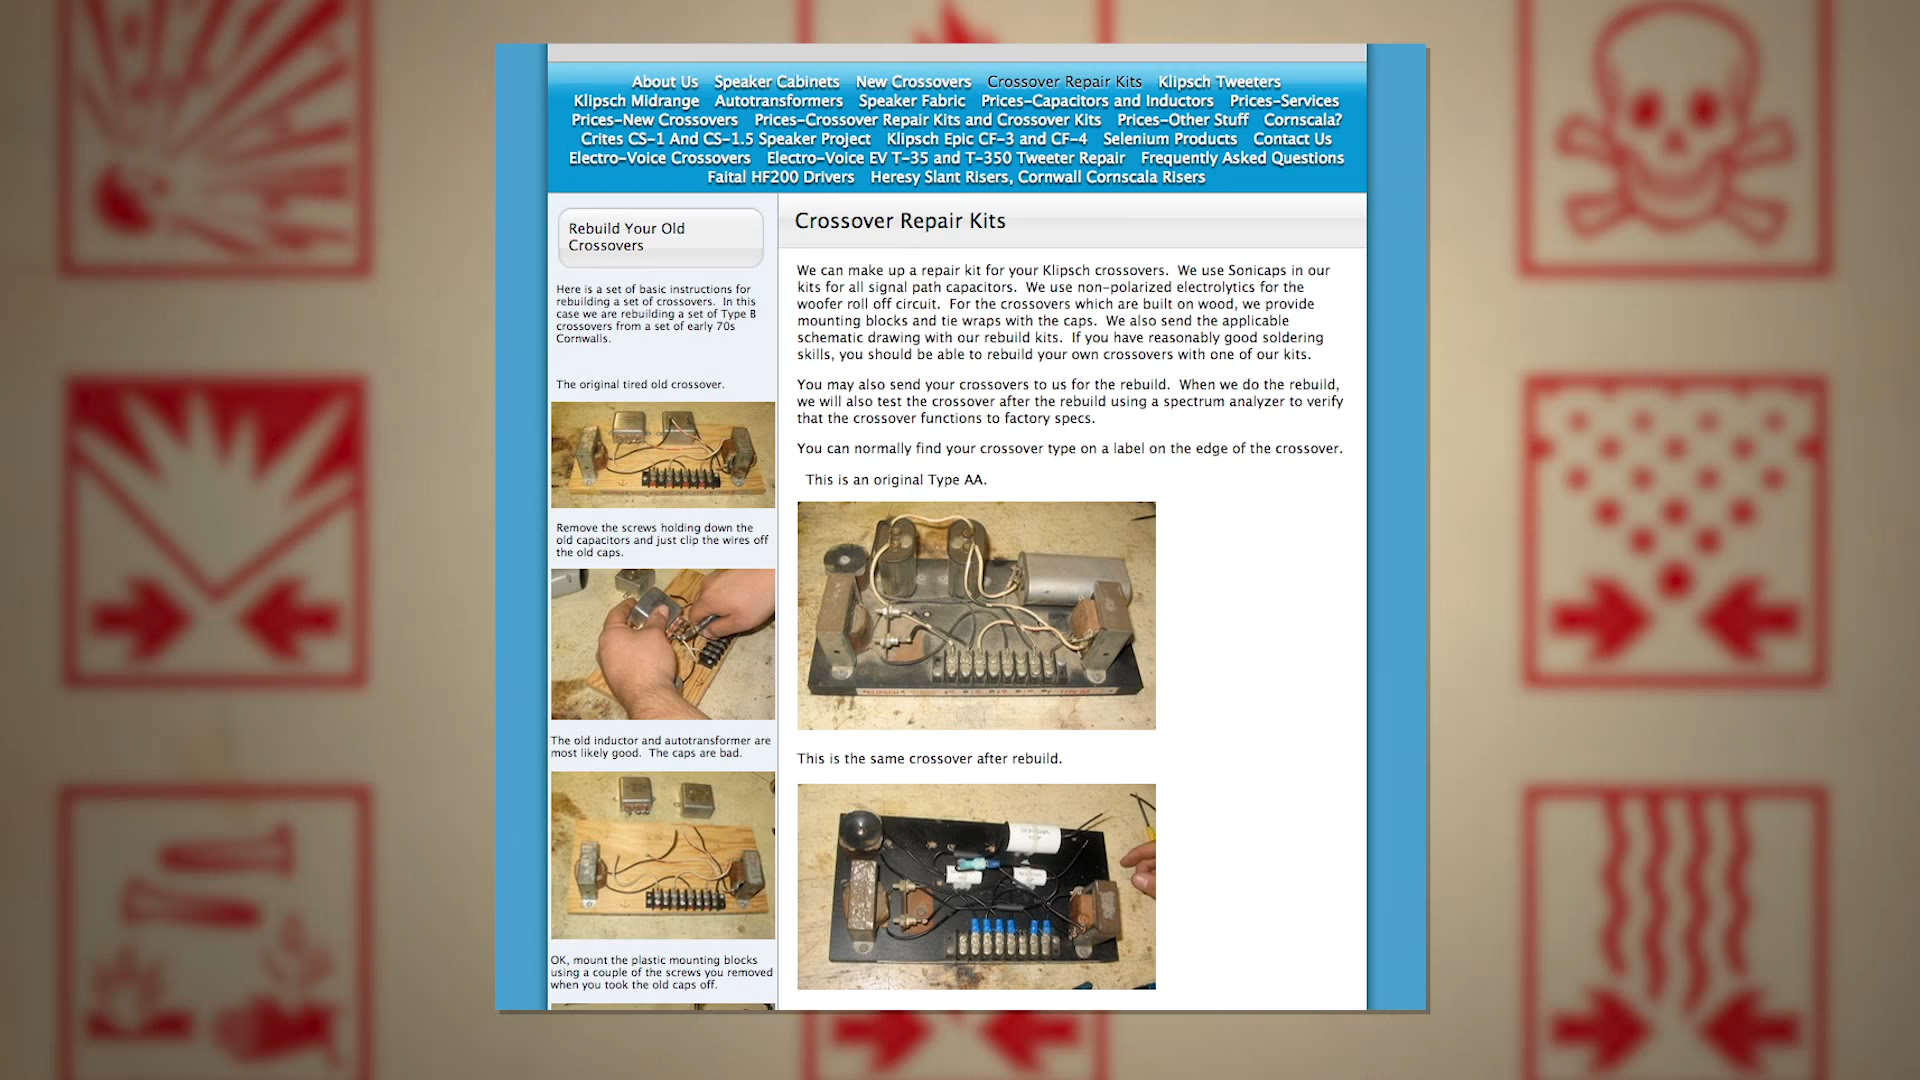 About Us Speaker Cabinets New Crossovers Crossover Repair Kits Klipsch Tweeters
Klipsch Midrange Autotransformers Speaker Fabric Prices-Capacitors and Inductors Prices-Services
Prices-New Crossovers Prices-Crossover Repair Kits and Crossover Kits Prices-Other Stuff Cornscala?
Crites CS-1 And CS-1.5 Speaker Project Klipsch Epic CF-3 and CF-4 Selenium Products Contact Us
Electro-Voice Crossovers Electro-Voice EV T-35 and T-350 Tweeter Repair Frequently Asked Questions
Faital HF200 Drivers Heresy Slant Risers, Cornwall Cornscala Risers
Rebuild Your Old
Crossovers
Here is a set of basic instructions for
rebuilding a set of crossovers. In this
case we are rebuilding a set of Type B
crossovers from a set of early 70s
Cornwalls.
The original tired old crossover.
Remove the screws holding down the
old capacitors and just clip the wires off
the old caps.
The old inductor and autotransformer are
most likely good. The caps are bad.
OK, mount the plastic mounting blocks
using a couple of the screws you removed
when you took the old caps off.
Crossover Repair Kits
We can make up a repair kit for your Klipsch crossovers. We use Sonicaps in our
kits for all signal path capacitors. We use non-polarized electrolytics for the
woofer roll off circuit. For the crossovers which are built on wood, we provide
mounting blocks and tie wraps with the caps. We also send the applicable
schematic drawing with our rebuild kits. If you have reasonably good soldering
skills, you should be able to rebuild your own crossovers with one of our kits.
You may also send your crossovers to us for the rebuild. When we do the rebuild,
we will also test the crossover after the rebuild using a spectrum analyzer to verify
that the crossover functions to factory specs.
You can normally find your crossover type on a label on the edge of the crossover.
This is an original Type AA.
This is the same crossover after rebuild.